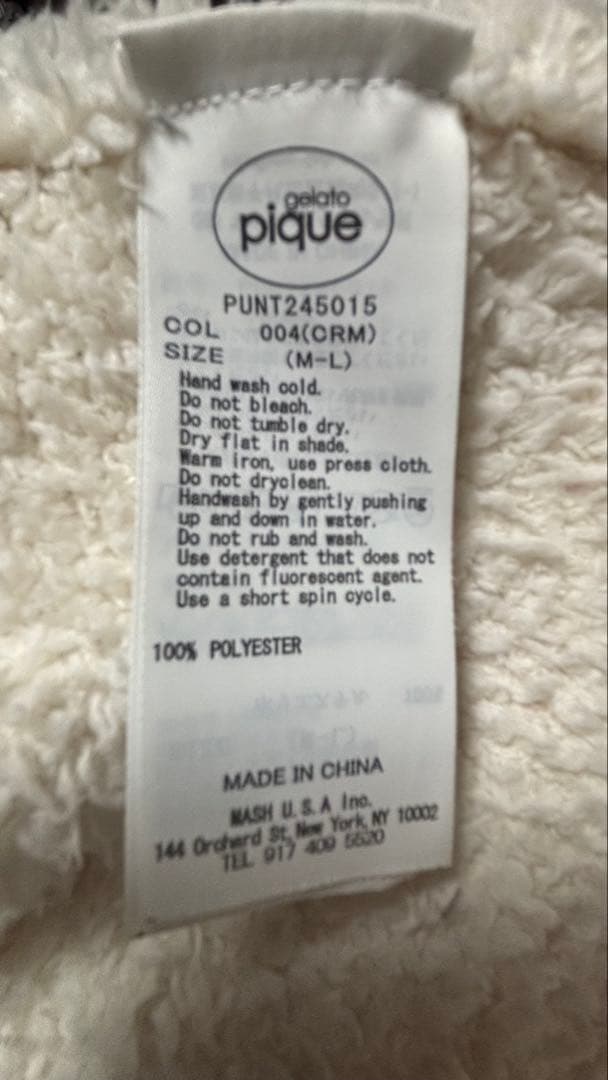 gelato
pique
PUNT245015
COL 004(CRM)
SIZE (M-L)
Hand wash cold.
Do not bleach.
Do not tumble dry.
Dry flat in shade.
Warm iron, use press cloth.
Do not dryclean.
Handwash by gently pushing
up and down in water.
Do not rub and wash.
Use detergent that does not
contain fluorescent agent.
Use a short spin cycle.
100% POLYESTER
MADE IN CHINA
MASH U.S.A Inc.
144 Orchard St, New York, NY 10002
TEL 917 409 5520